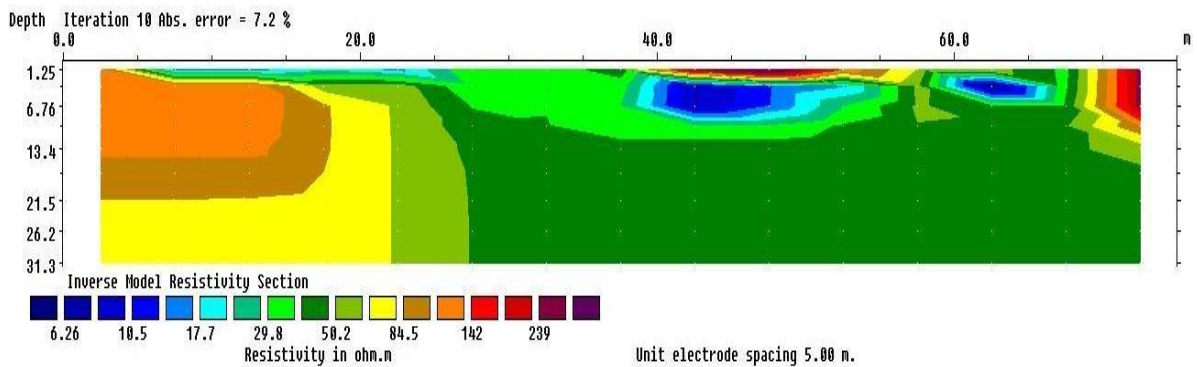 Depth Iteration 10 Abs. error = 7.2 %
0.0 20.0 40.0 60.0 m
1.25
6.76
13.4
21.5
26.2
31.3
Inverse Model Resistivity Section
6.26 10.5 17.7 29.8 50.2 84.5 142 239
Resistivity in ohm.m Unit electrode spacing 5.00 m.